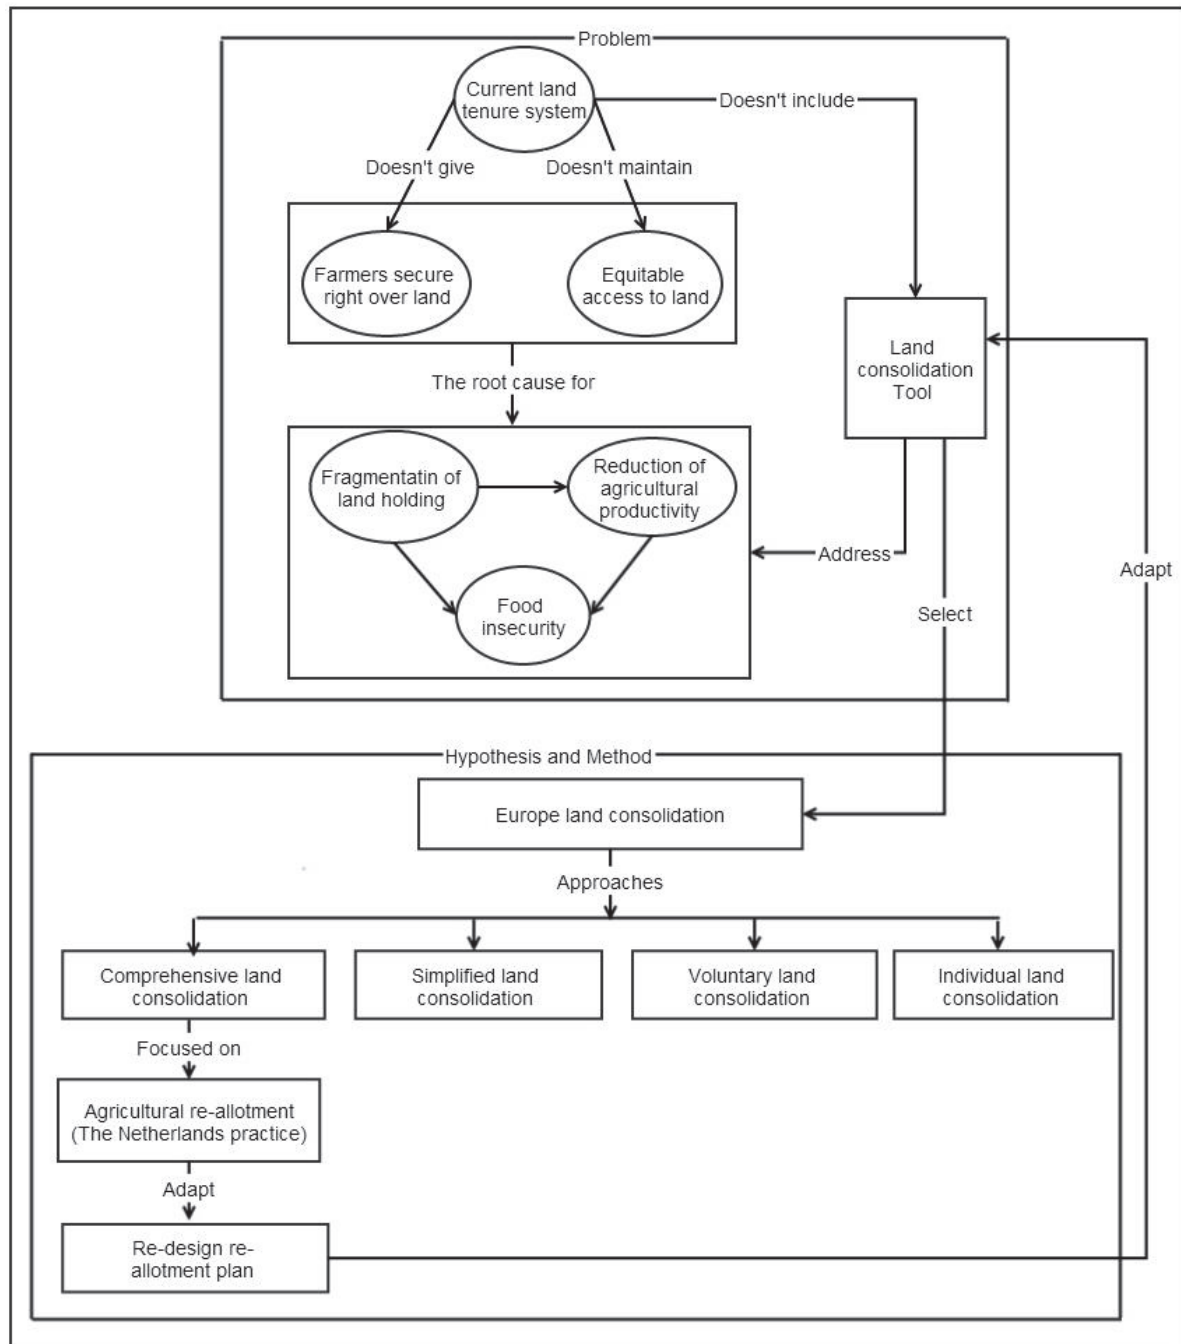 Problem
Current land
tenure system
Doesn't include
Doesn't give
Doesn't maintain
Farmers secure
right over land
Equitable
access to land
Land
consolidation
Tool
The root cause for
Fragmentatin of
land holding
Reduction of
agricultural
productivity
Address
Adapt
Food
insecurity
Select
Hypothesis and Method
Europe land consolidation
Approaches
Comprehensive land
consolidation
Simplified land
consolidation
Voluntary land
consolidation
Individual land
consolidation
Focused on
Agricultural re-allotment
(The Netherlands practice)
Adapt
Re-design re-
allotment plan